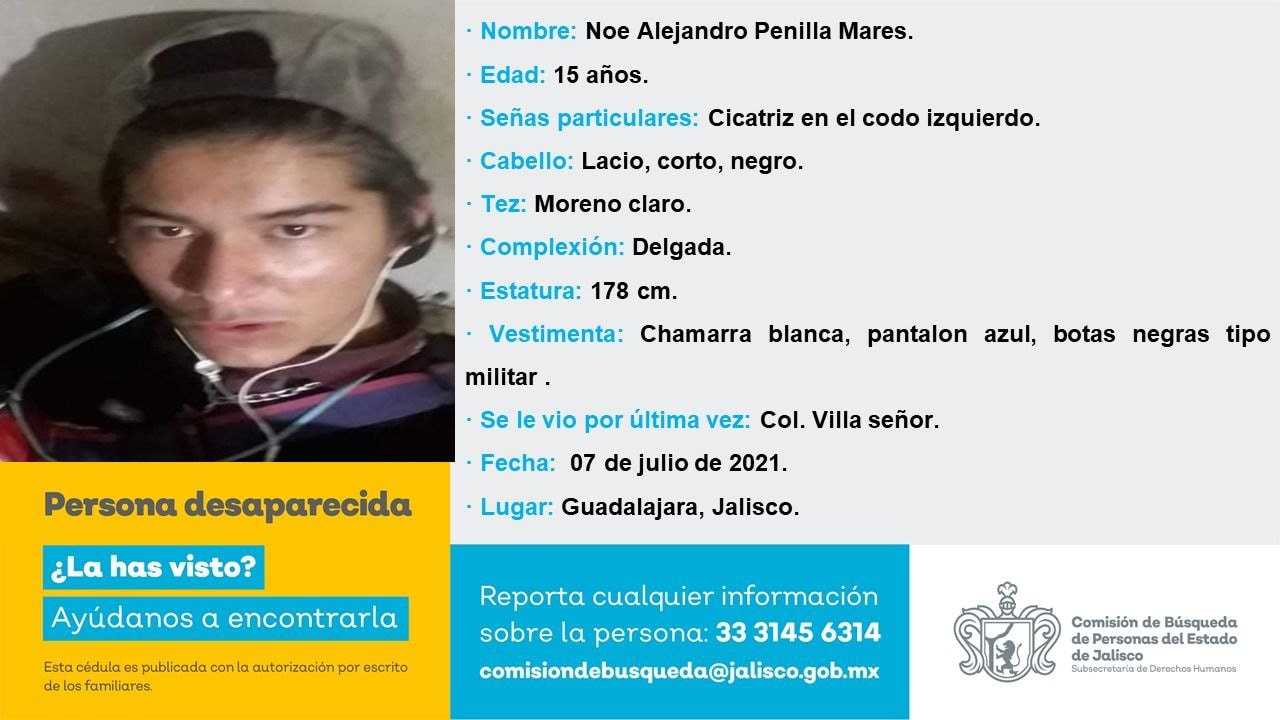 · Nombre: Noe Alejandro Penilla Mares.
· Edad: 15 años.
· Señas particulares: Cicatriz en el codo izquierdo.
· Cabello: Lacio, corto, negro.
· Tez: Moreno claro.
· Complexión: Delgada.
· Estatura: 178 cm.
· Vestimenta: Chamarra blanca, pantalon azul, botas negras tipo
militar .
· Se le vio por última vez: Col. Villa señor.
· Fecha: 07 de julio de 2021.
· Lugar: Guadalajara, Jalisco.
Persona desaparecida
¿La has visto?
Ayúdanos a encontrarla
Esta cédula es publicada con la autorización por escrito
de los familiares.
Reporta cualquier información
sobre la persona: 33 3145 6314
comisiondebusqueda@jalisco.gob.mx
Comisión de Búsqueda
de Personas del Estado
de Jalisco
Subsecretaría de Derechos Humanos